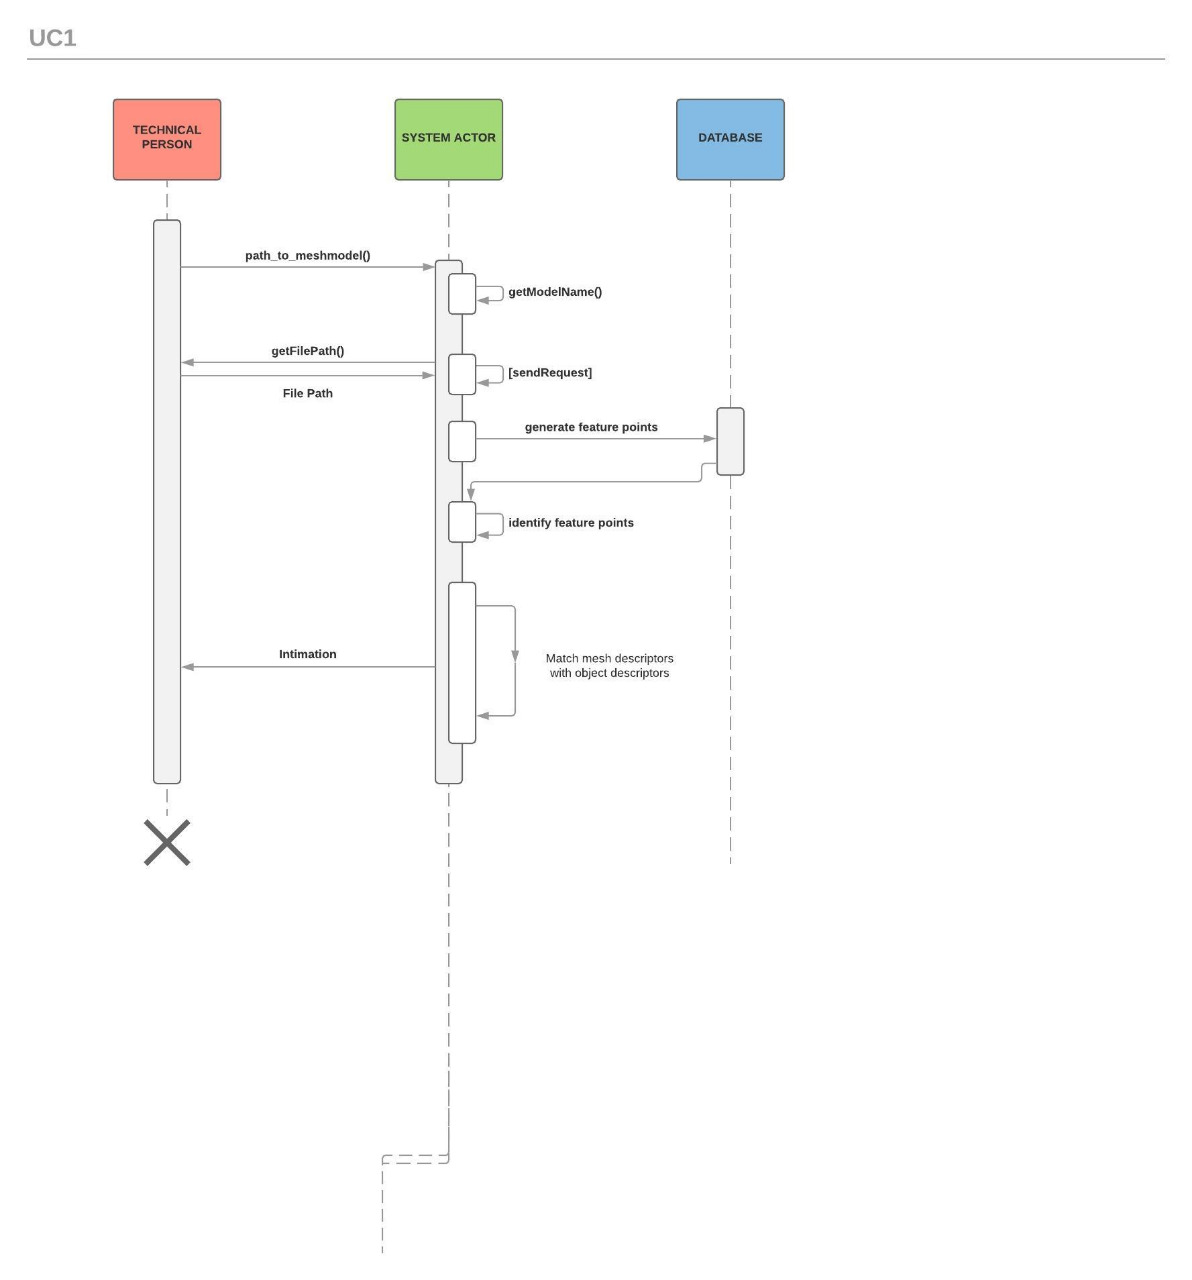 UC1
TECHNICAL
PERSON
SYSTEM ACTOR
DATABASE
path_to_meshmodel()
getModelName()
getFilePath()
[sendRequest]
File Path
generate feature points
identify feature points
Intimation
Match mesh descriptors
with object descriptors